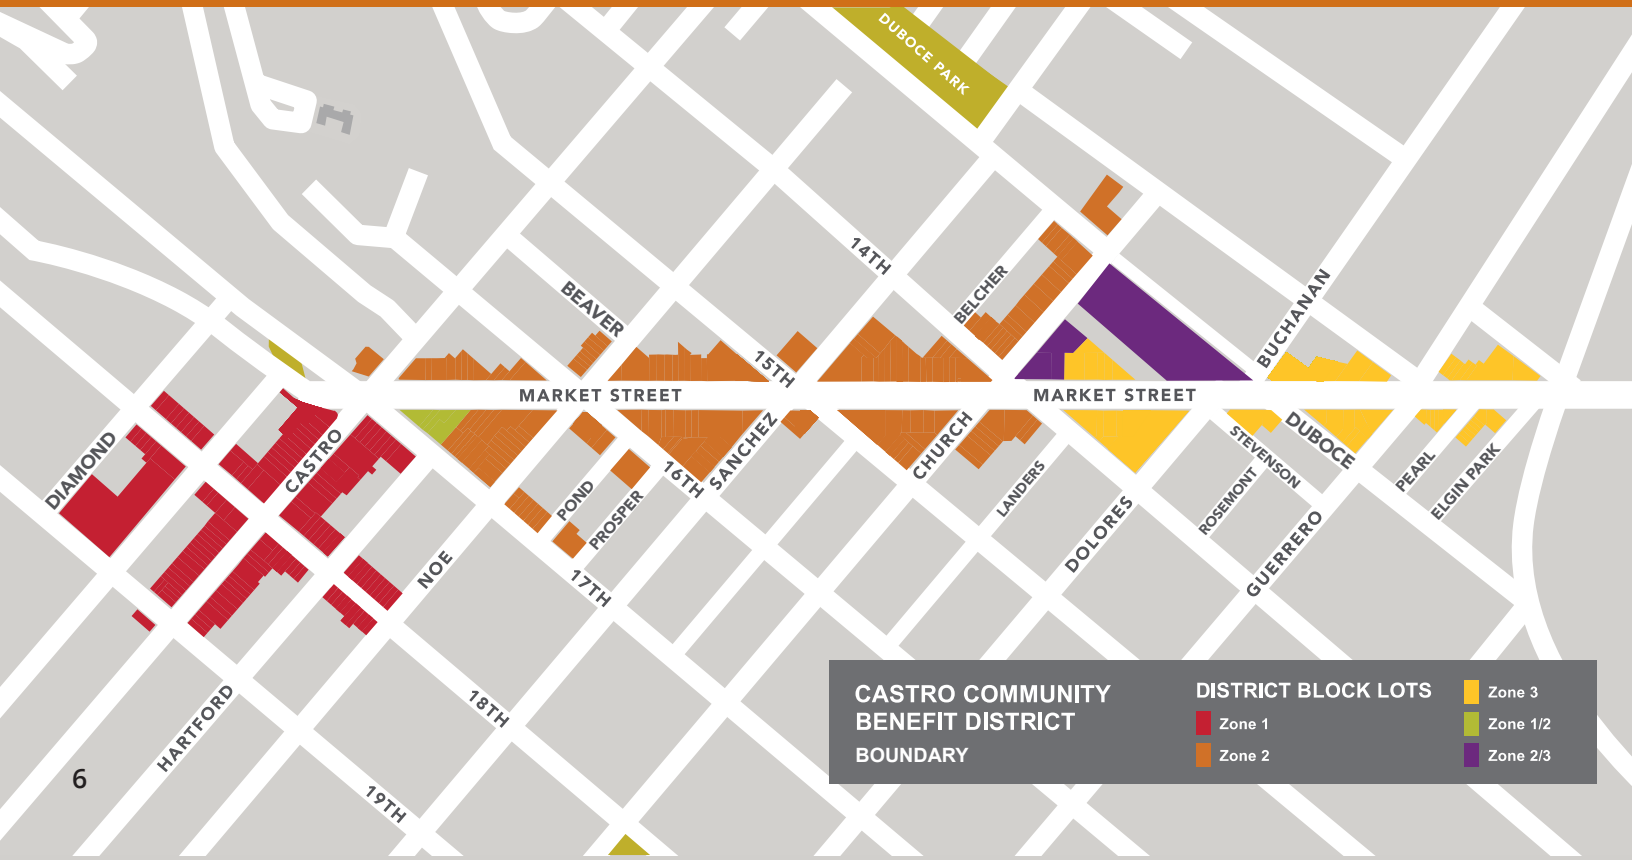 DUBOCE PARK
14TH
BELCHER
BEAVER
BUCHANAN
15TH
MARKET STREET
MARKET STREET
DIAMOND
CASTRO
SANCHEZ
CHURCH
STEVENSON
DUBOCE
16TH
LANDERS
ROSEMONT
PEARL
ELGIN PARK
POND
PROSPER
DOLORES
GUERRERO
NOE
17TH
HARTFORD
18TH
19TH
CASTRO COMMUNITY
BENEFIT DISTRICT
BOUNDARY
DISTRICT BLOCK LOTS
Zone 1
Zone 2
Zone 3
Zone 1/2
Zone 2/3
6